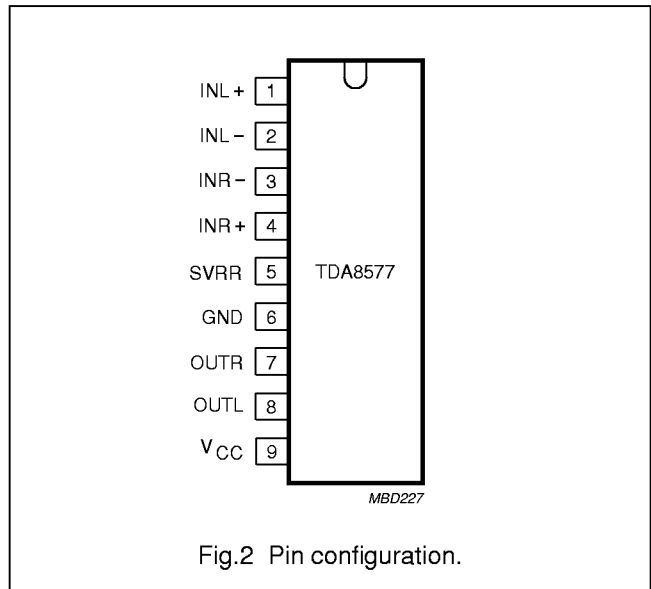 INL+ 1
INL− 2
INR− 3
INR+ 4
SVRR 5 TDA8577
GND 6
OUTR 7
OUTL 8
VCC 9
MBD227
Fig.2 Pin configuration.